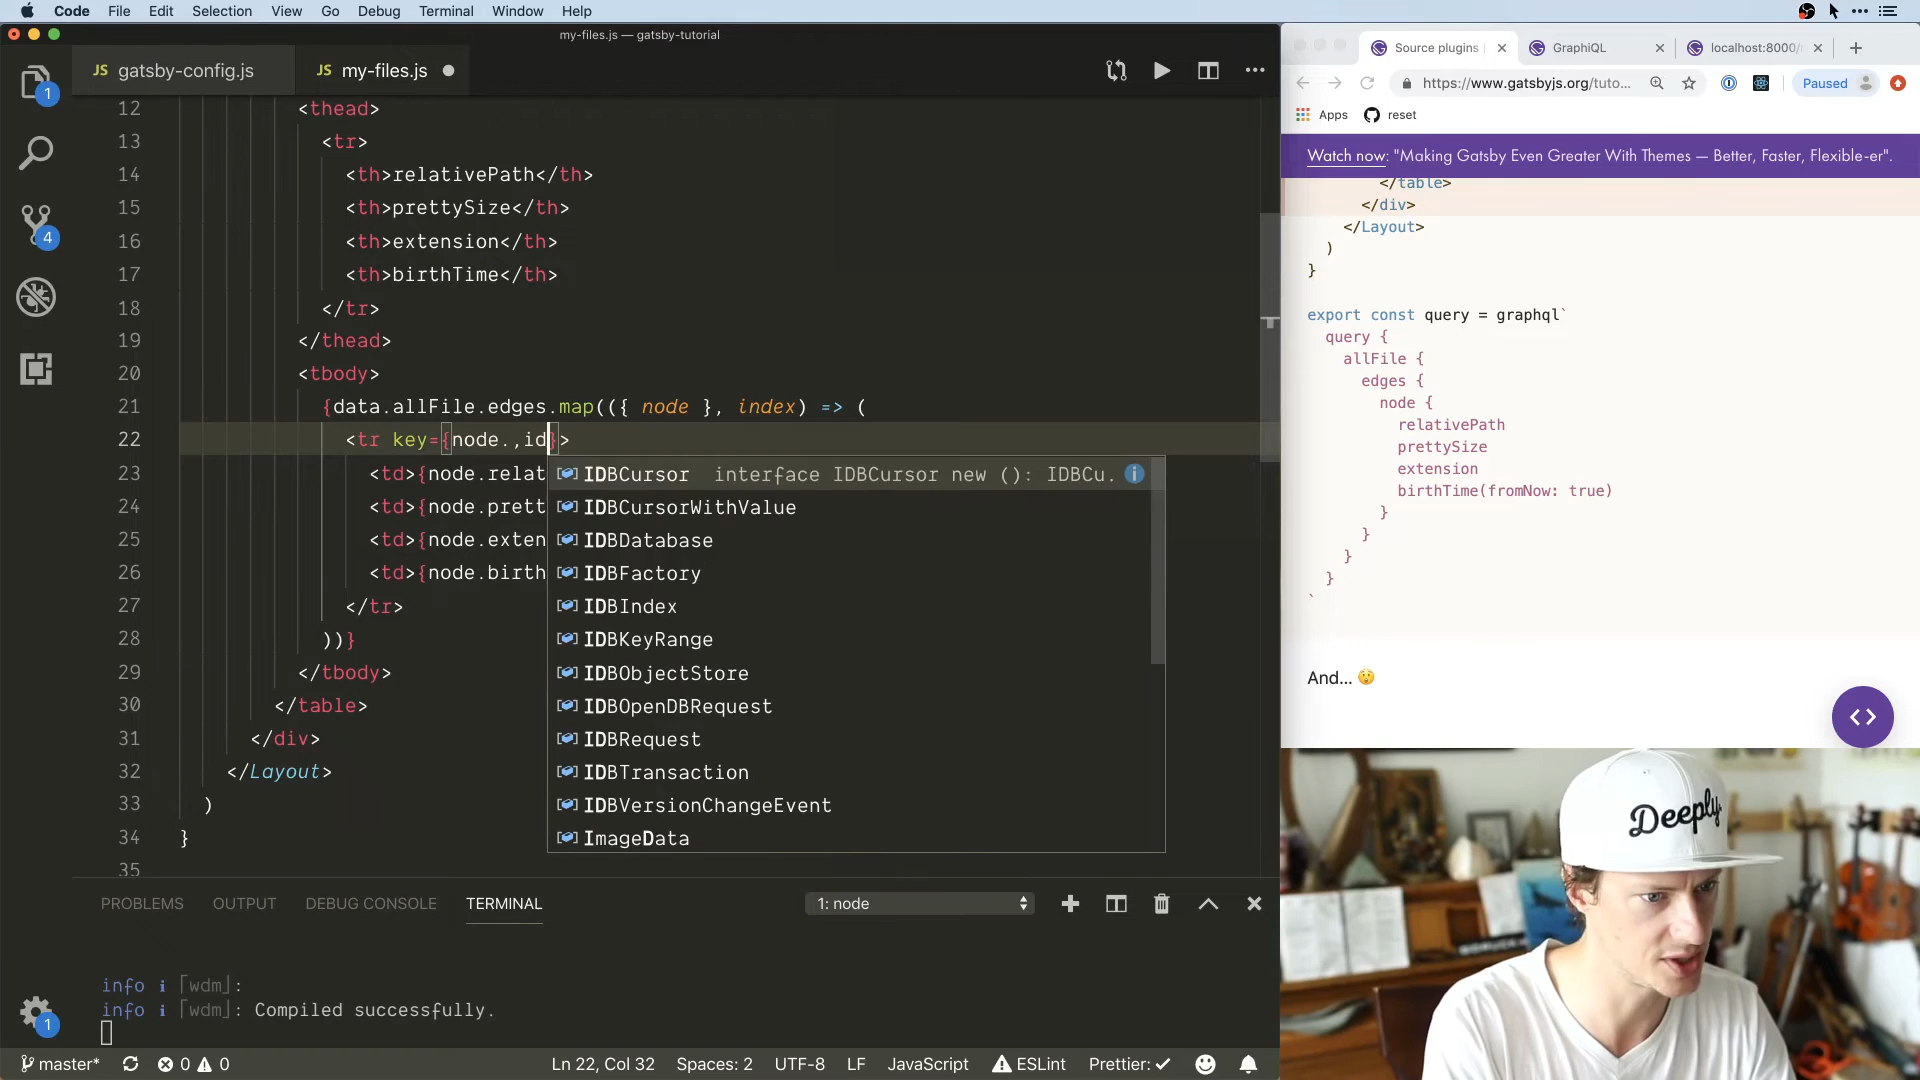 Code File Edit Selection View Go Debug Terminal Window Help
my-files.js — gatsby-tutorial
JS gatsby-config.js
JS my-files.js
12 <thead>
13 <tr>
14 <th>relativePath</th>
15 <th>prettySize</th>
16 <th>extension</th>
17 <th>birthTime</th>
18 </tr>
19 </thead>
20 <tbody>
21 {data.allFile.edges.map(({ node }, index) => (
22 <tr key={node.,id}>
23 <td>{node.relat
24 <td>{node.prett
25 <td>{node.exten
26 <td>{node.birth
27 </tr>
28 ))}
29 </tbody>
30 </table>
31 </div>
32 </Layout>
33 )
34 }
35
IDBCursor interface IDBCursor new (): IDBCu.
IDBCursorWithValue
IDBDatabase
IDBFactory
IDBIndex
IDBKeyRange
IDBObjectStore
IDBOpenDBRequest
IDBRequest
IDBTransaction
IDBVersionChangeEvent
ImageData
1
4
1
PROBLEMS OUTPUT DEBUG CONSOLE TERMINAL 1: node
info i ⌈wdm⌋:
info i ⌈wdm⌋: Compiled successfully.
master* 0 0 Ln 22, Col 32 Spaces: 2 UTF-8 LF JavaScript ESLint Prettier: ✓
Source plugins GraphiQL localhost:8000/
https://www.gatsbyjs.org/tuto... Paused
Apps reset
Watch now: "Making Gatsby Even Greater With Themes — Better, Faster, Flexible-er".
</table>
</div>
</Layout>
)
}
export const query = graphql`
query {
allFile {
edges {
node {
relativePath
prettySize
extension
birthTime(fromNow: true)
}
}
}
}
`
And... 😲
<>
Deeply.